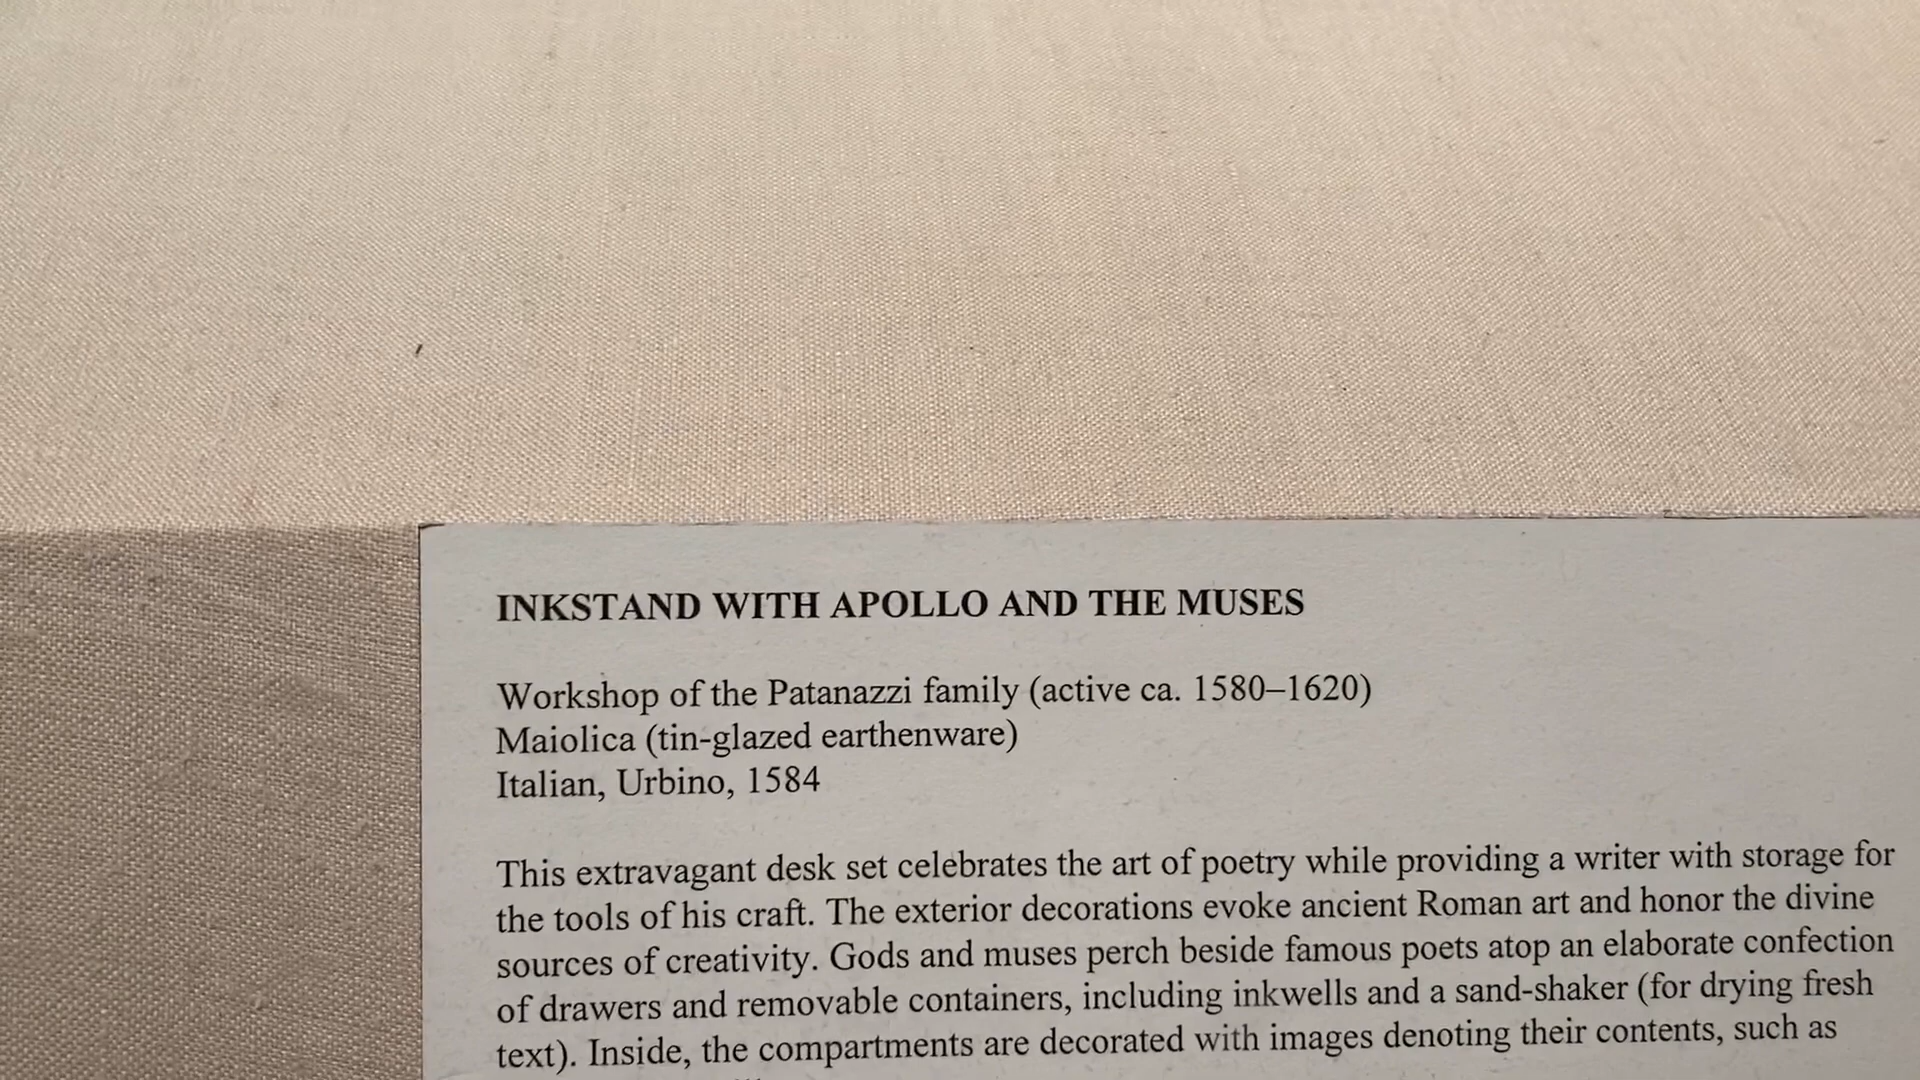 INKSTAND WITH APOLLO AND THE MUSES
Workshop of the Patanazzi family (active ca. 1580–1620)
Maiolica (tin-glazed earthenware)
Italian, Urbino, 1584
This extravagant desk set celebrates the art of poetry while providing a writer with storage for
the tools of his craft. The exterior decorations evoke ancient Roman art and honor the divine
sources of creativity. Gods and muses perch beside famous poets atop an elaborate confection
of drawers and removable containers, including inkwells and a sand-shaker (for drying fresh
text). Inside, the compartments are decorated with images denoting their contents, such as